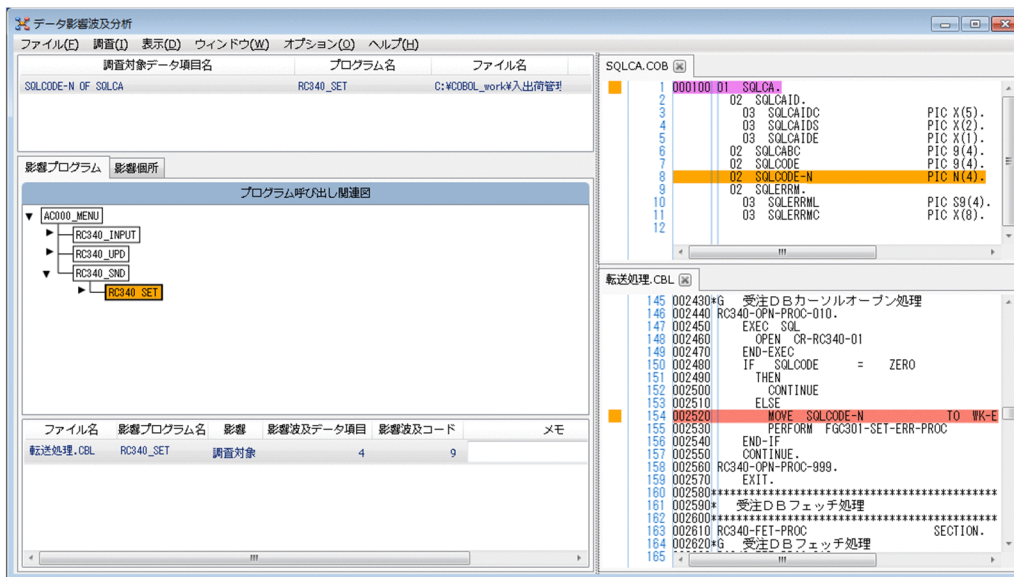 データ影響波及分析
ファイル(F) 調査(I) 表示(D) ウィンドウ(W) オプション(O) ヘルプ(H)
調査対象データ項目名 プログラム名 ファイル名
SQLCODE-N OF SQLCA RC340_SET C:¥COBOL_work¥入出荷管理
影響プログラム 影響個所
プログラム呼び出し関連図
AC000_MENU
RC340_INPUT
RC340_UPD
RC340_SND
RC340 SET
ファイル名 影響プログラム名 影響 影響波及データ項目 影響波及コード メモ
転送処理.CBL RC340_SET 調査対象 4 9
SQLCA.COB
1 000100 01 SQLCA.
2 02 SQLCAID.
3 03 SQLCAIDC PIC X(5).
4 03 SQLCAIDS PIC X(2).
5 03 SQLCAIDE PIC X(1).
6 02 SQLCABC PIC 9(4).
7 02 SQLCODE PIC 9(4).
8 02 SQLCODE-N PIC N(4).
9 02 SQLERRM.
10 03 SQLERRML PIC S9(4).
11 03 SQLERRMC PIC X(8).
12
転送処理.CBL
145 002430*G 受注DBカーソルオープン処理
146 002440 RC340-OPN-PROC-010.
147 002450 EXEC SQL
148 002460 OPEN CR-RC340-01
149 002470 END-EXEC
150 002480 IF SQLCODE = ZERO
151 002490 THEN
152 002500 CONTINUE
153 002510 ELSE
154 002520 MOVE SQLCODE-N TO WK-E
155 002530 PERFORM FGC301-SET-ERR-PROC
156 002540 END-IF
157 002550 CONTINUE.
158 002560 RC340-OPN-PROC-999.
159 002570 EXIT.
160 002580*********************************************
161 002590* 受注DBフェッチ処理
162 002600*********************************************
163 002610 RC340-FET-PROC SECTION.
164 002620*G 受注DBフェッチ処理
165